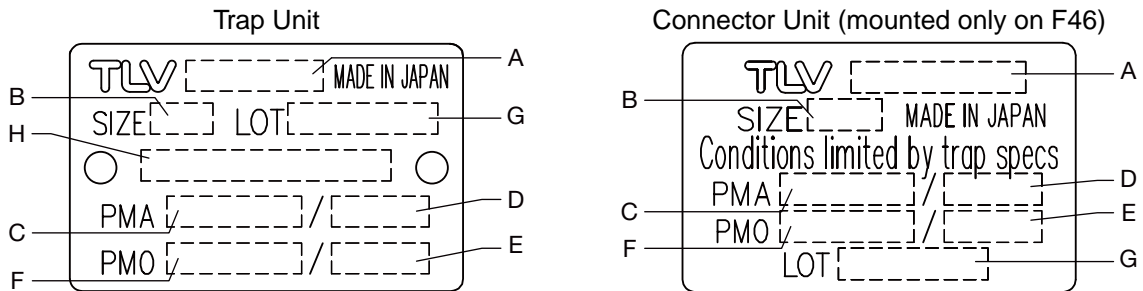 Trap Unit
TLV MADE IN JAPAN A
B SIZE LOT G
H
C PMA / D
F PMO / E
Connector Unit (mounted only on F46)
TLV A
B SIZE MADE IN JAPAN
Conditions limited by trap specs
C PMA / D
F PMO / E
LOT G